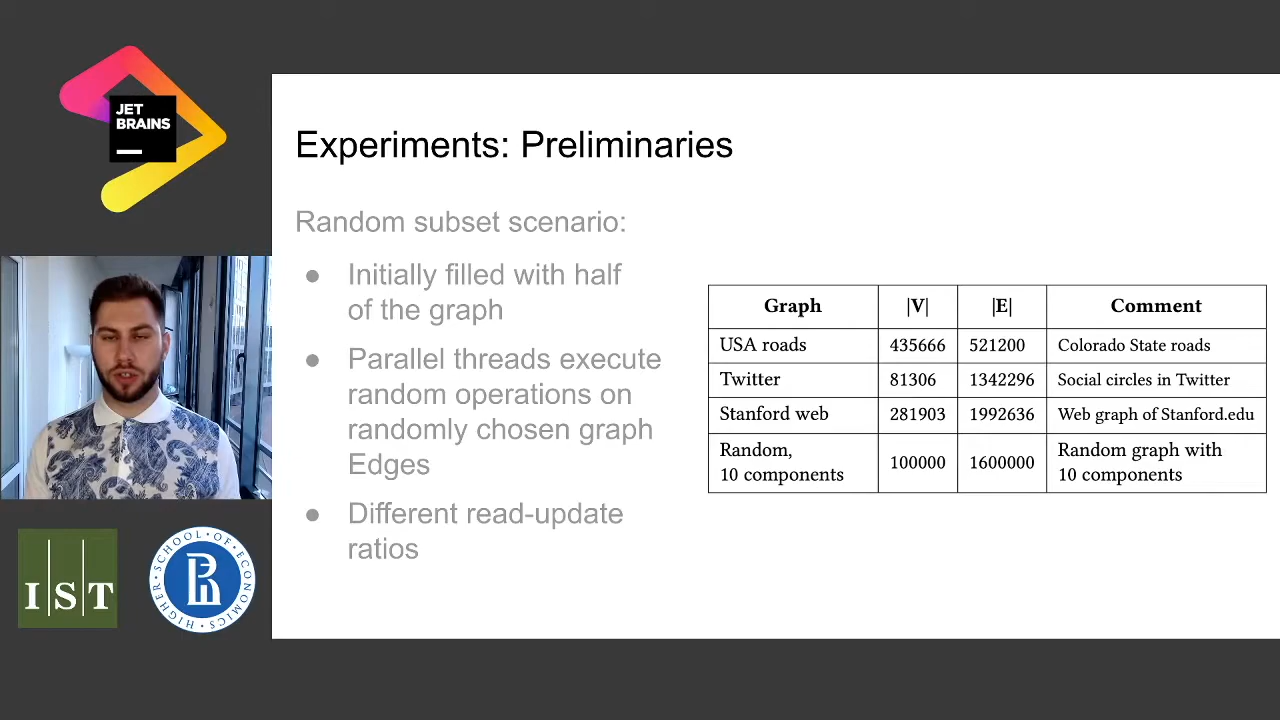 JET
BRAINS
Experiments: Preliminaries
Random subset scenario:
● Initially filled with half
of the graph
● Parallel threads execute
random operations on
randomly chosen graph
Edges
● Different read-update
ratios
Graph |V| |E| Comment
USA roads 435666 521200 Colorado State roads
Twitter 81306 1342296 Social circles in Twitter
Stanford web 281903 1992636 Web graph of Stanford.edu
Random,
10 components 100000 1600000 Random graph with
10 components
IST
HIGHER SCHOOL OF ECONOMICS